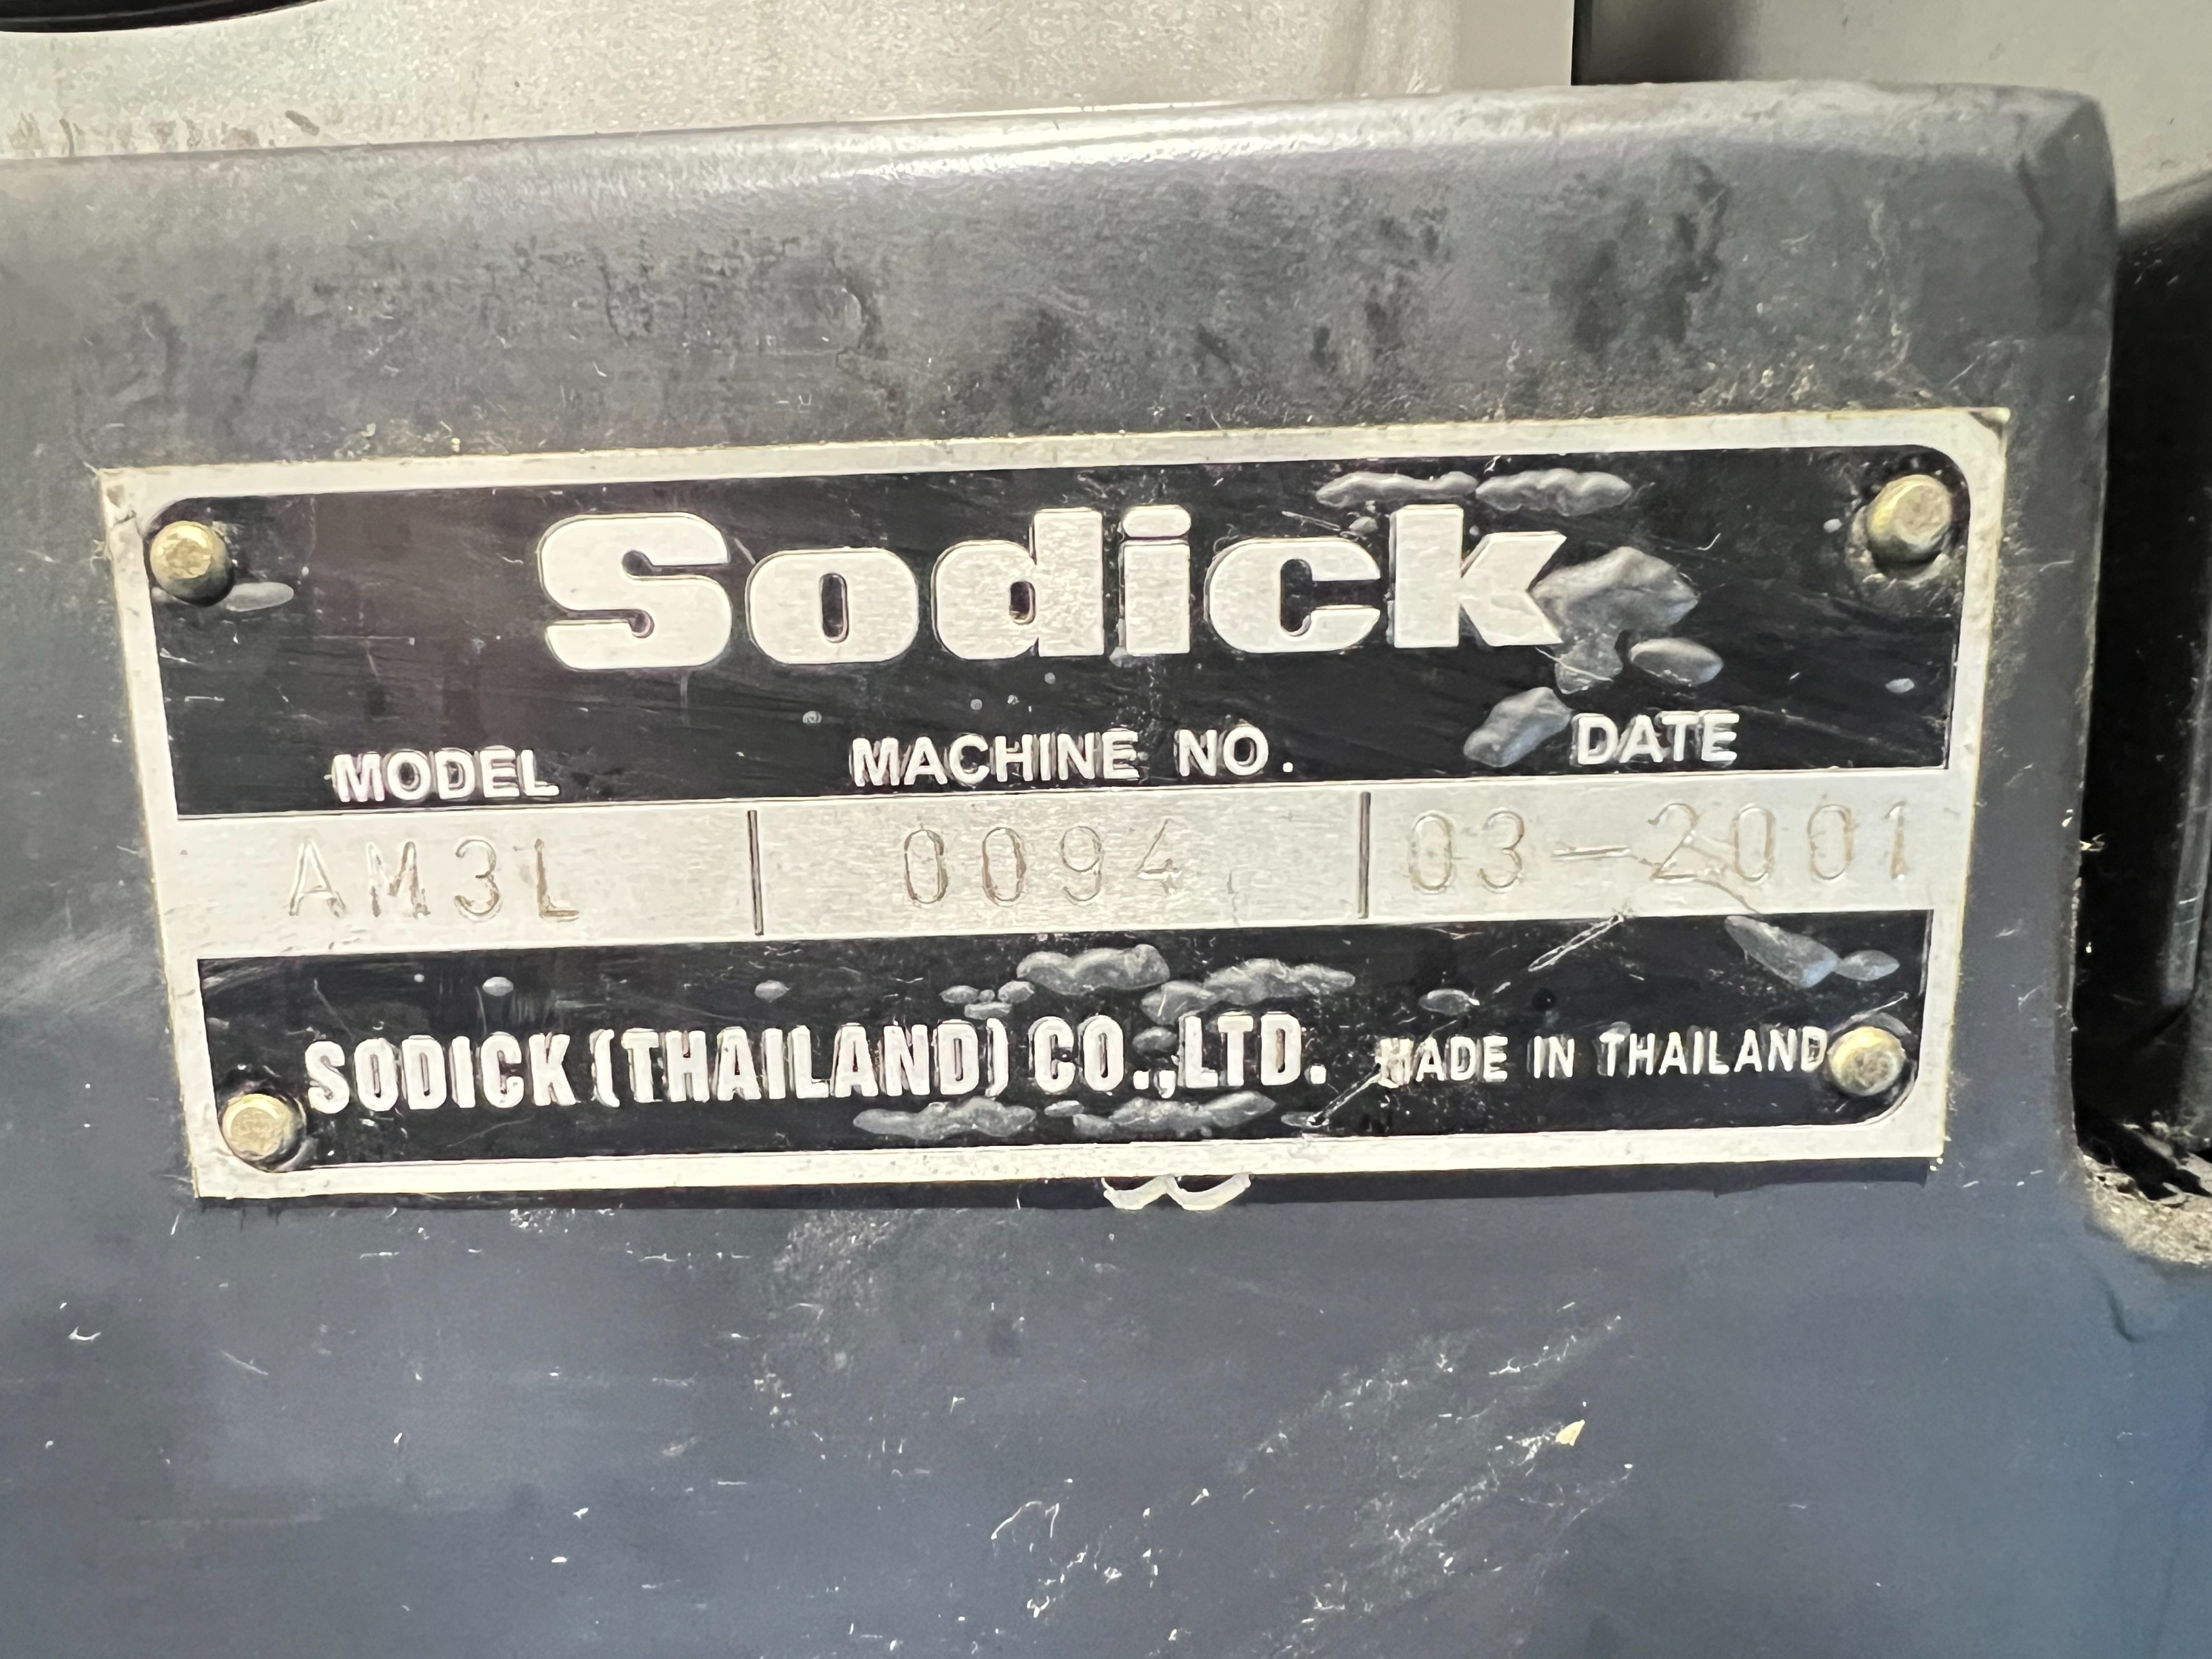 Sodick
MODEL MACHINE NO. DATE
AM3L 0094 03-2001
SODICK (THAILAND) CO.,LTD. MADE IN THAILAND